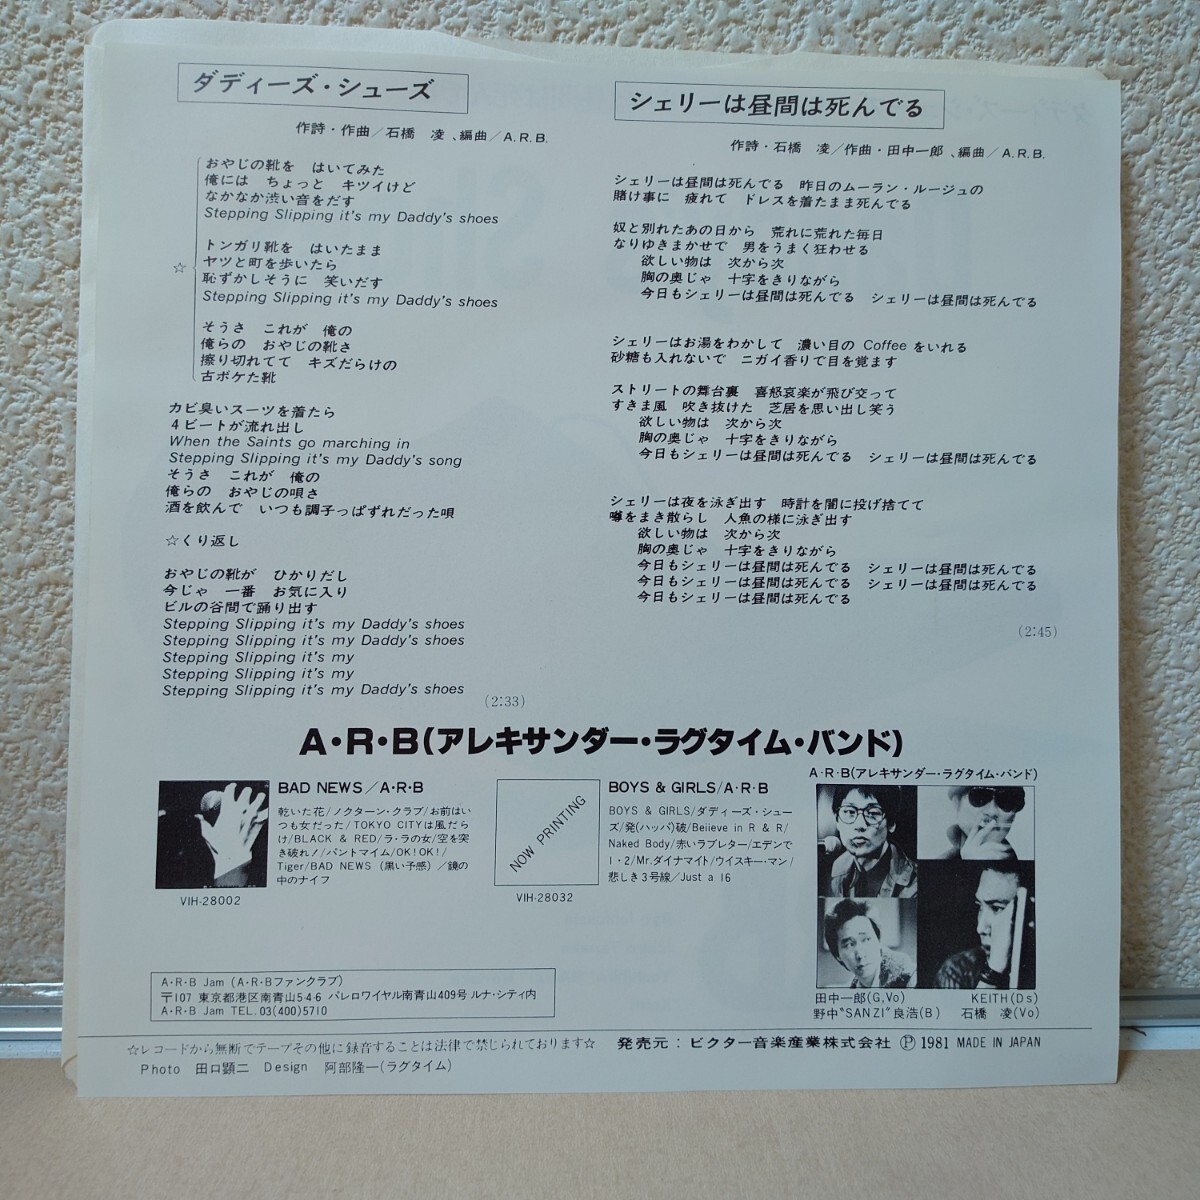 ダディーズ・シューズ
作詩・作曲／石橋　凌、編曲／A.R.B.
おやじの靴を　はいてみた
俺には　ちょっと　キツイけど
なかなか渋い音をだす
Stepping Slipping it's my Daddy's shoes
トンガリ靴を　はいたまま
☆
ヤツと町を歩いたら
恥ずかしそうに　笑いだす
Stepping Slipping it's my Daddy's shoes
そうさ　これが　俺の
俺らの　おやじの靴さ
擦り切れてて　キズだらけの
古ボケた靴
カビ臭いスーツを着たら
4ビートが流れ出し
When the Saints go marching in
Stepping Slipping it's my Daddy's song
そうさ　これが　俺の
俺らの　おやじの唄さ
酒を飲んで　いつも調子っぱずれだった唄
☆くり返し
おやじの靴が　ひかりだし
今じゃ　一番　お気に入り
ビルの谷間で踊り出す
Stepping Slipping it's my Daddy's shoes
Stepping Slipping it's my Daddy's shoes
Stepping Slipping it's my
Stepping Slipping it's my
Stepping Slipping it's my Daddy's shoes
(2:33)
シェリーは昼間は死んでる
作詩・石橋　凌／作曲・田中一郎、編曲／A.R.B.
シェリーは昼間は死んでる　昨日のムーラン・ルージュの
賭け事に　疲れて　ドレスを着たまま死んでる
奴と別れたあの日から　荒れに荒れた毎日
なりゆきまかせで　男をうまく狂わせる
欲しい物は　次から次
胸の奥じゃ　十字をきりながら
今日もシェリーは昼間は死んでる　シェリーは昼間は死んでる
シェリーはお湯をわかして　濃い目の Coffee をいれる
砂糖も入れないで　ニガイ香りで目を覚ます
ストリートの舞台裏　喜怒哀楽が飛び交って
すきま風　吹き抜けた　芝居を思い出し笑う
欲しい物は　次から次
胸の奥じゃ　十字をきりながら
今日もシェリーは昼間は死んでる　シェリーは昼間は死んでる
シェリーは夜を泳ぎ出す　時計を闇に投げ捨てて
噂をまき散らし　人魚の様に泳ぎ出す
欲しい物は　次から次
胸の奥じゃ　十字をきりながら
今日もシェリーは昼間は死んでる　シェリーは昼間は死んでる
今日もシェリーは昼間は死んでる　シェリーは昼間は死んでる
今日もシェリーは昼間は死んでる
(2:45)
A・R・B(アレキサンダー・ラグタイム・バンド)
BAD NEWS／A・R・B
乾いた花/ノクターン・クラブ/お前はい
つも女だった/TOKYO CITYは風だら
け/BLACK & RED/ラ・ラの女/空を突
き破れ！/パントマイム/OK！OK！/
Tiger/BAD NEWS（黒い予感）/鏡の
中のナイフ
VIH-28002
NOW PRINTING
VIH-28032
BOYS & GIRLS/A・R・B
BOYS & GIRLS/ダディーズ・シュー
ズ/発(ハッパ)破/Beiieve in R & R/
Naked Body/赤いラブレター/エデンで
1・2/Mr.ダイナマイト/ウイスキー・マン/
悲しき3号線/Just a 16
A・R・B(アレキサンダー・ラグタイム・バンド)
田中一郎(G,Vo)　KEITH(Ds)
野中"SANZI"良浩(B)　石橋　凌(Vo)
A・R・B Jam (A・R・Bファンクラブ)
〒107 東京都港区南青山5-4-6 パレロワイヤル南青山409号 ルナ・シティ内
A・R・B Jam TEL.03(400)5710
☆レコードから無断でテープその他に録音することは法律で禁じられております☆　発売元：ビクター音楽産業株式会社 Ⓟ 1981 MADE IN JAPAN
Photo　田口顕二　Design　阿部隆一(ラグタイム)